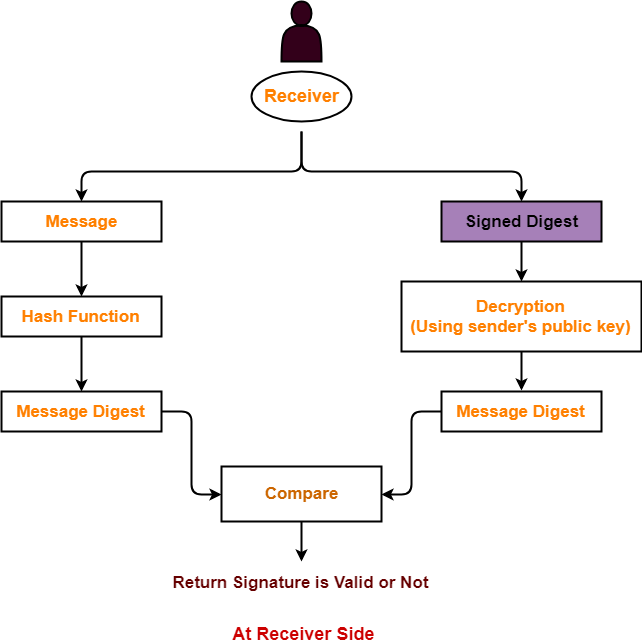 Receiver
Message
Signed Digest
Hash Function
Decryption
(Using sender's public key)
Message Digest
Message Digest
Compare
Return Signature is Valid or Not
At Receiver Side